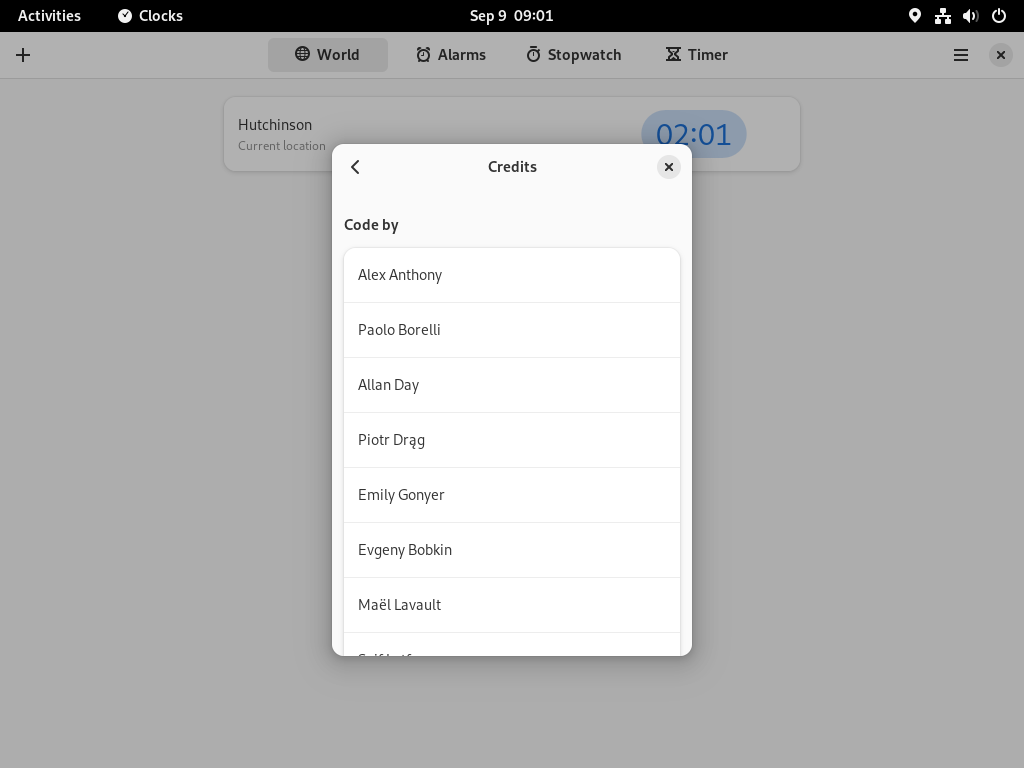 Activities
Clocks
Sep 9 09:01
World
Alarms
Stopwatch
Timer
Hutchinson
Current location
02:01
Credits
Code by
Alex Anthony
Paolo Borelli
Allan Day
Piotr Drąg
Emily Gonyer
Evgeny Bobkin
Maël Lavault